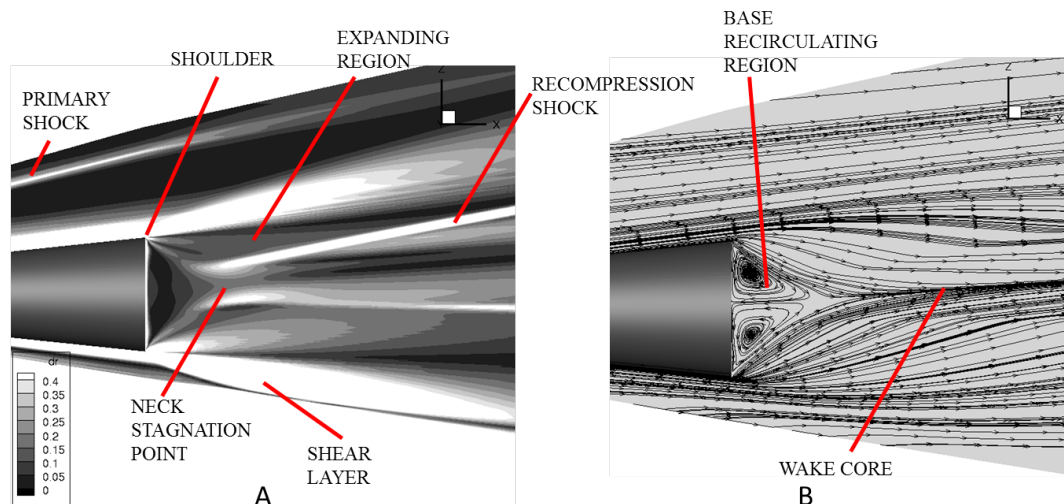 PRIMARY
SHOCK
SHOULDER
EXPANDING
REGION
RECOMPRESSION
SHOCK
Z
X
dr
0.4
0.35
0.3
0.25
0.2
0.15
0.1
0.05
0
NECK
STAGNATION
POINT
SHEAR
LAYER
A
BASE
RECIRCULATING
REGION
Z
X
WAKE CORE
B